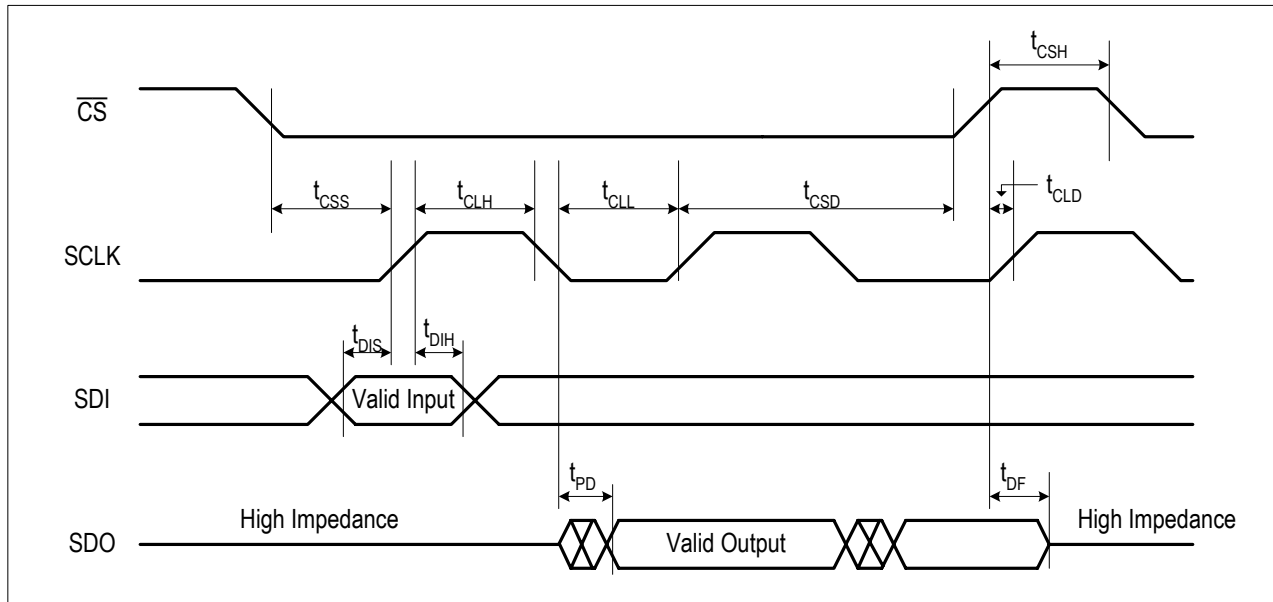 tCSH
CS
tCSS
tCLH
tCLL
tCSD
tCLD
SCLK
tDIS
tDIH
SDI
Valid Input
tPD
tDF
High Impedance
High Impedance
SDO
Valid Output